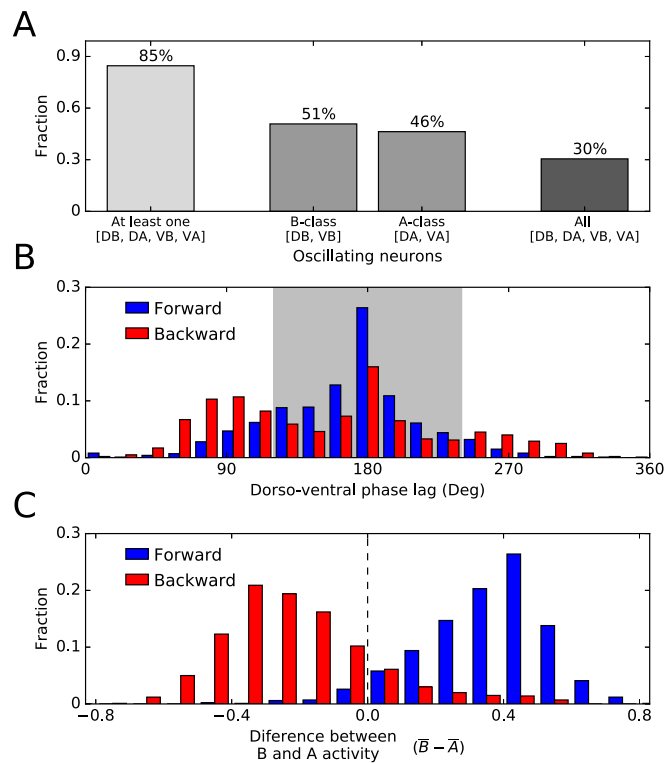 A
85%
51%
46%
30%
0.9
0.6
0.3
0
Fraction
At least one
[DB, DA, VB, VA]
B-class
[DB, VB]
A-class
[DA, VA]
All
[DB, DA, VB, VA]
Oscillating neurons
B
Forward
Backward
0.3
0.2
0.1
0
Fraction
0 90 180 270 360
Dorso-ventral phase lag (Deg)
C
Forward
Backward
0.3
0.2
0.1
0
Fraction
−0.8 −0.4 0.0 0.4 0.8
Diference between
B and A activity (B̅ − A̅)